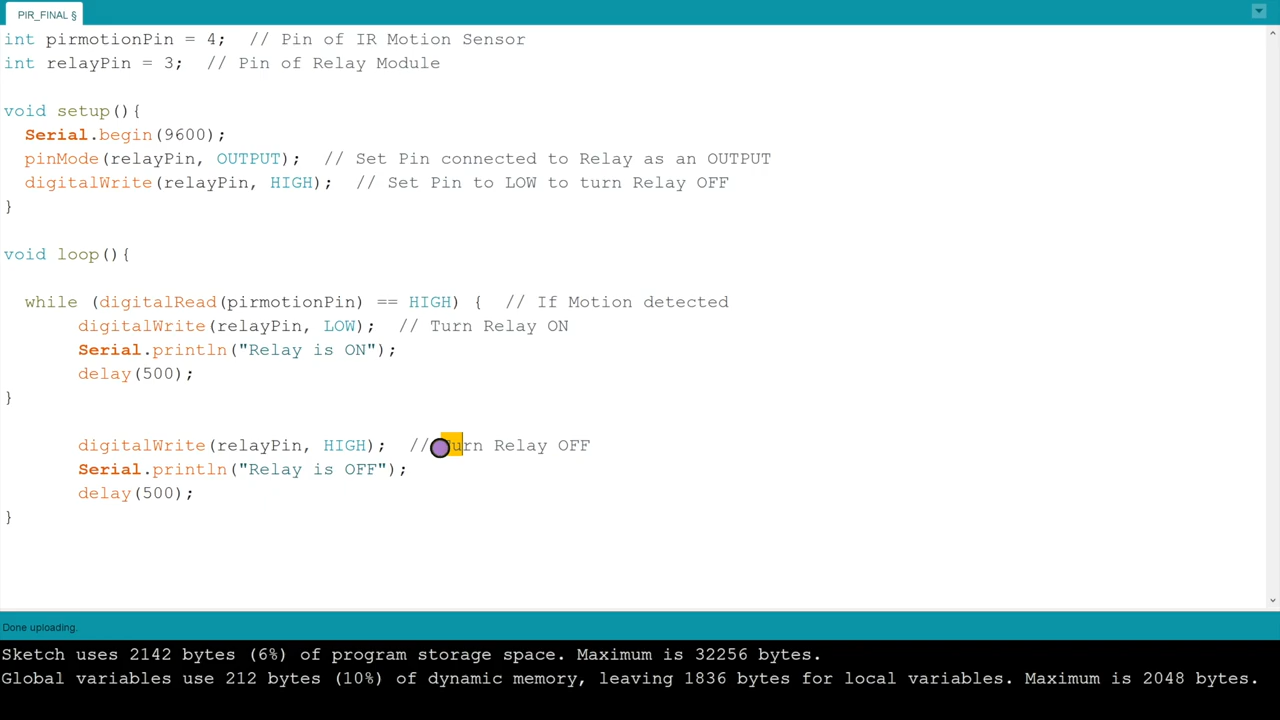 PIR_FINAL §
int pirmotionPin = 4;  // Pin of IR Motion Sensor
int relayPin = 3;  // Pin of Relay Module
void setup(){
Serial.begin(9600);
pinMode(relayPin, OUTPUT);  // Set Pin connected to Relay as an OUTPUT
digitalWrite(relayPin, HIGH);  // Set Pin to LOW to turn Relay OFF
}
void loop(){
while (digitalRead(pirmotionPin) == HIGH) {  // If Motion detected
digitalWrite(relayPin, LOW);  // Turn Relay ON
Serial.println("Relay is ON");
delay(500);
}
digitalWrite(relayPin, HIGH);  // Turn Relay OFF
Serial.println("Relay is OFF");
delay(500);
}
Done uploading.
Sketch uses 2142 bytes (6%) of program storage space. Maximum is 32256 bytes.
Global variables use 212 bytes (10%) of dynamic memory, leaving 1836 bytes for local variables. Maximum is 2048 bytes.